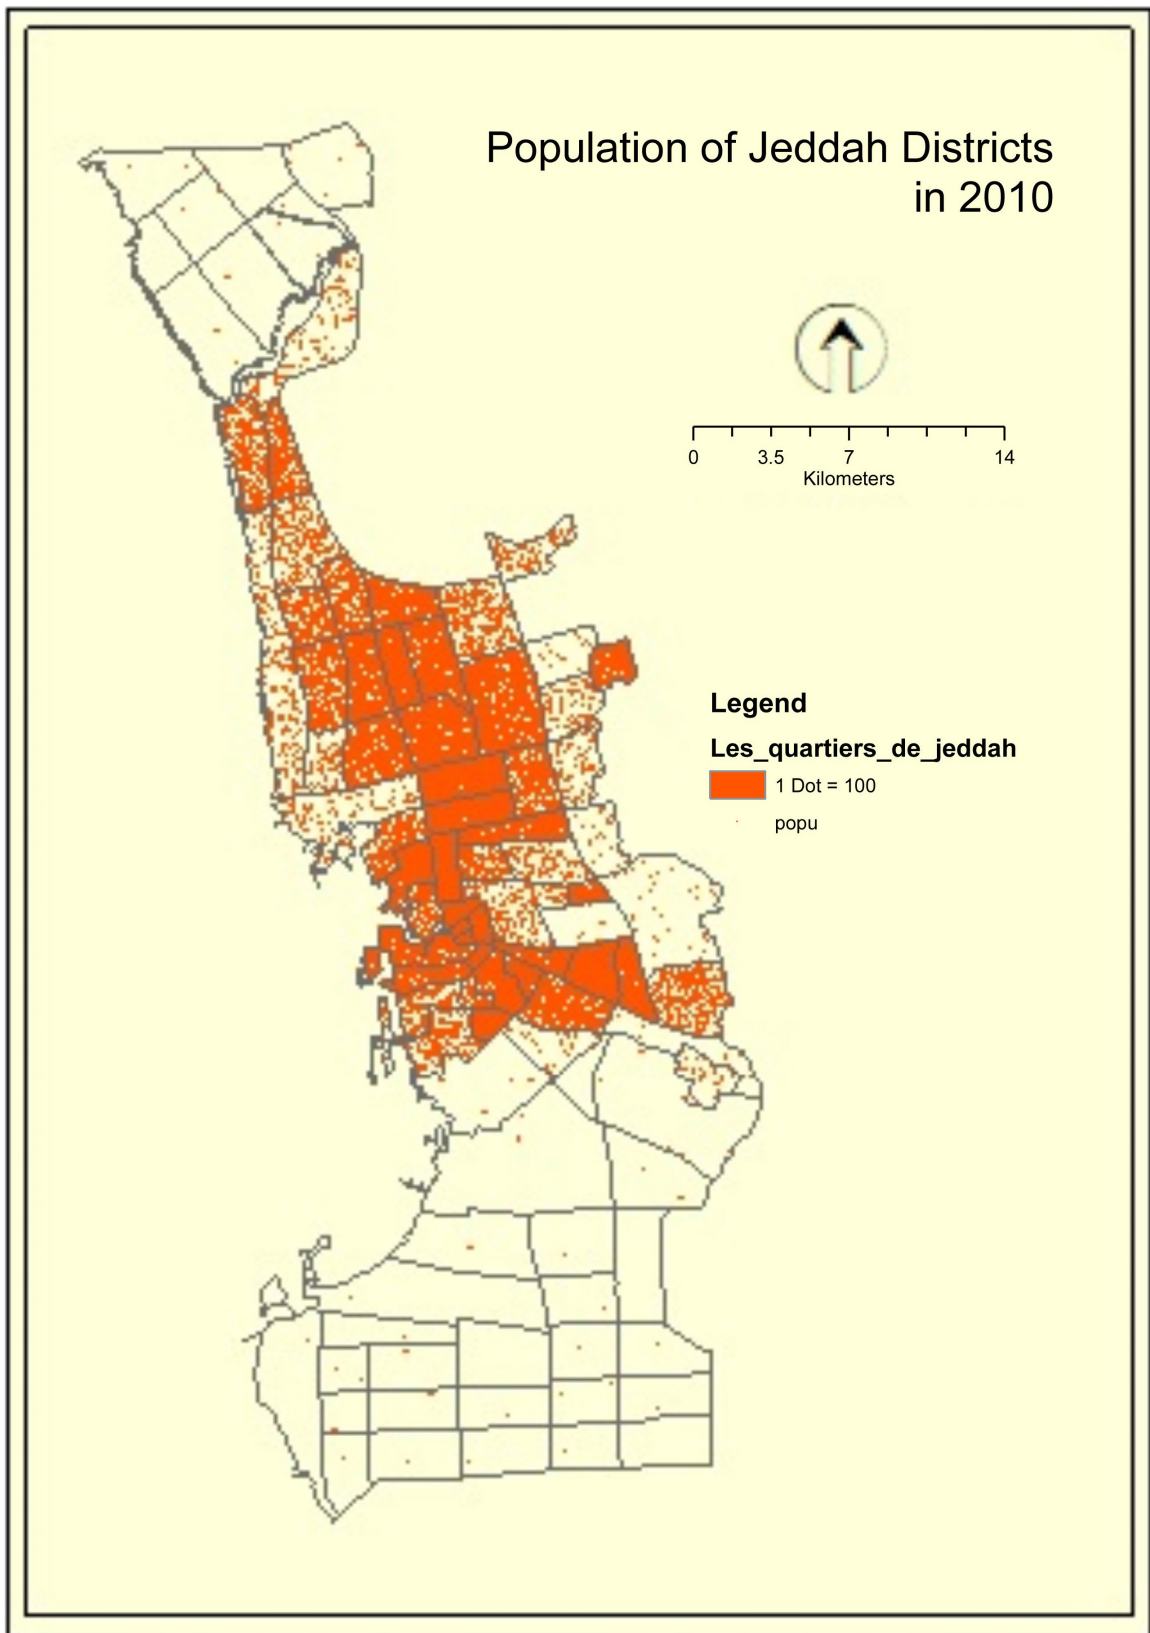 Population of Jeddah Districts
in 2010
0 3.5 7 14
Kilometers
Legend
Les_quartiers_de_jeddah
1 Dot = 100
popu